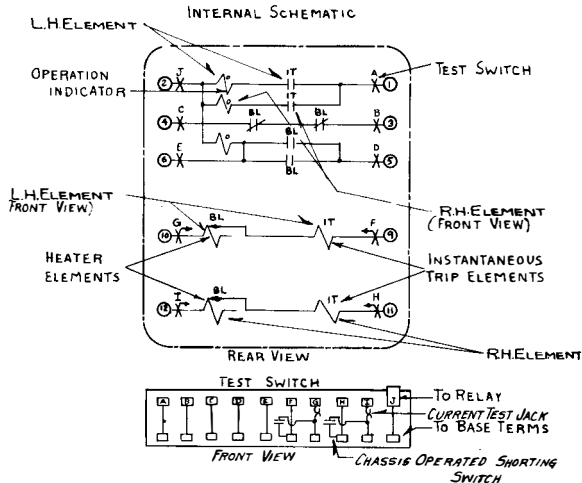 INTERNAL SCHEMATIC
L.H.ELEMENT
OPERATION
INDICATOR
TEST SWITCH
2 J O IT A 1
O IT
4 C BL BL B 3
O BL
6 E BL D 5
L.H.ELEMENT
(FRONT VIEW)
R.H.ELEMENT
(FRONT VIEW)
10 G BL IT F 9
HEATER
ELEMENTS
INSTANTANEOUS
TRIP ELEMENTS
12 I BL IT H 11
REAR VIEW
R.H.ELEMENT
TEST SWITCH
A B C D E F G H I J
TO RELAY
CURRENT TEST JACK
TO BASE TERMS
FRONT VIEW
CHASSIS OPERATED SHORTING
SWITCH